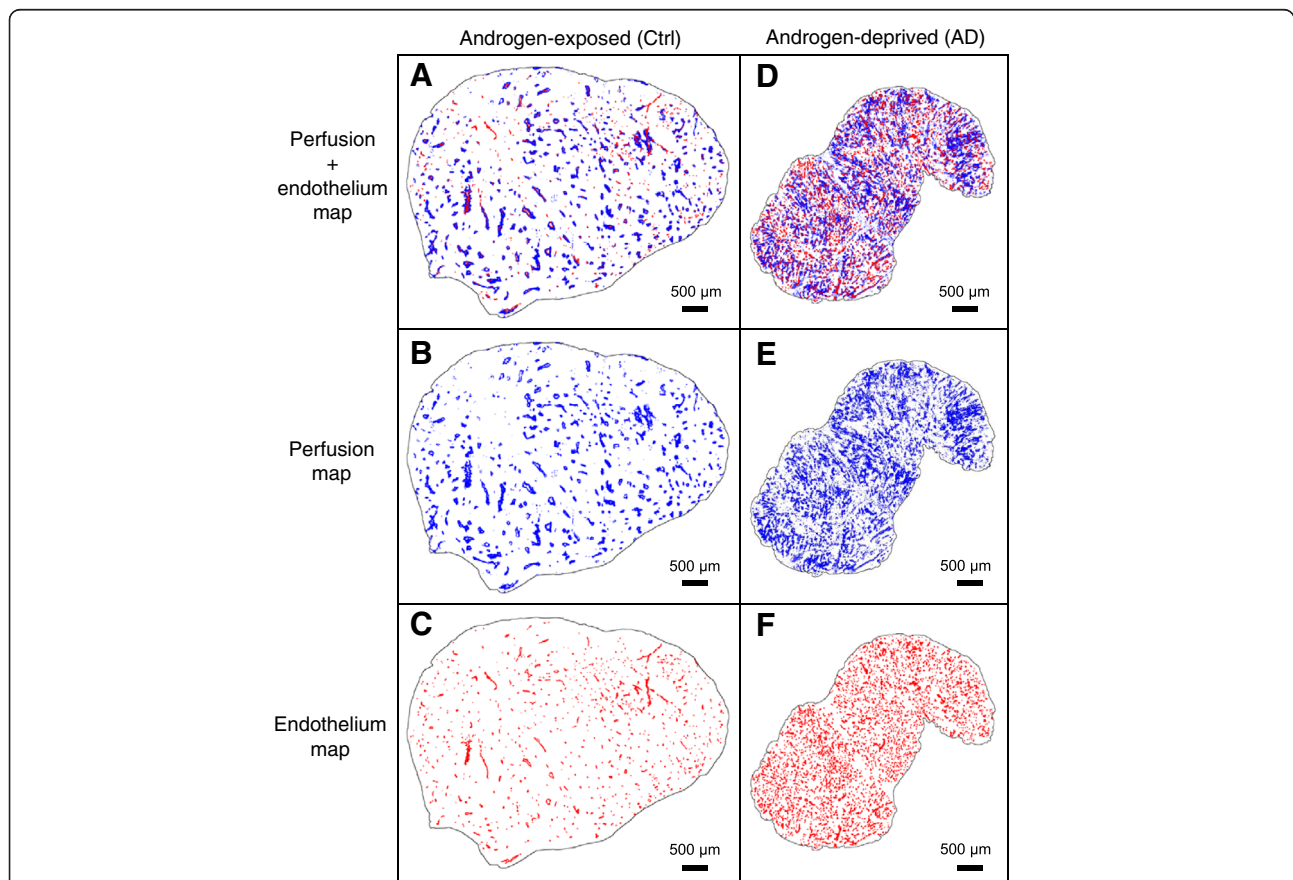 Androgen-exposed (Ctrl)
Androgen-deprived (AD)
Perfusion
+
endothelium
map
A
500 µm
D
500 µm
Perfusion
map
B
500 µm
E
500 µm
Endothelium
map
C
500 µm
F
500 µm